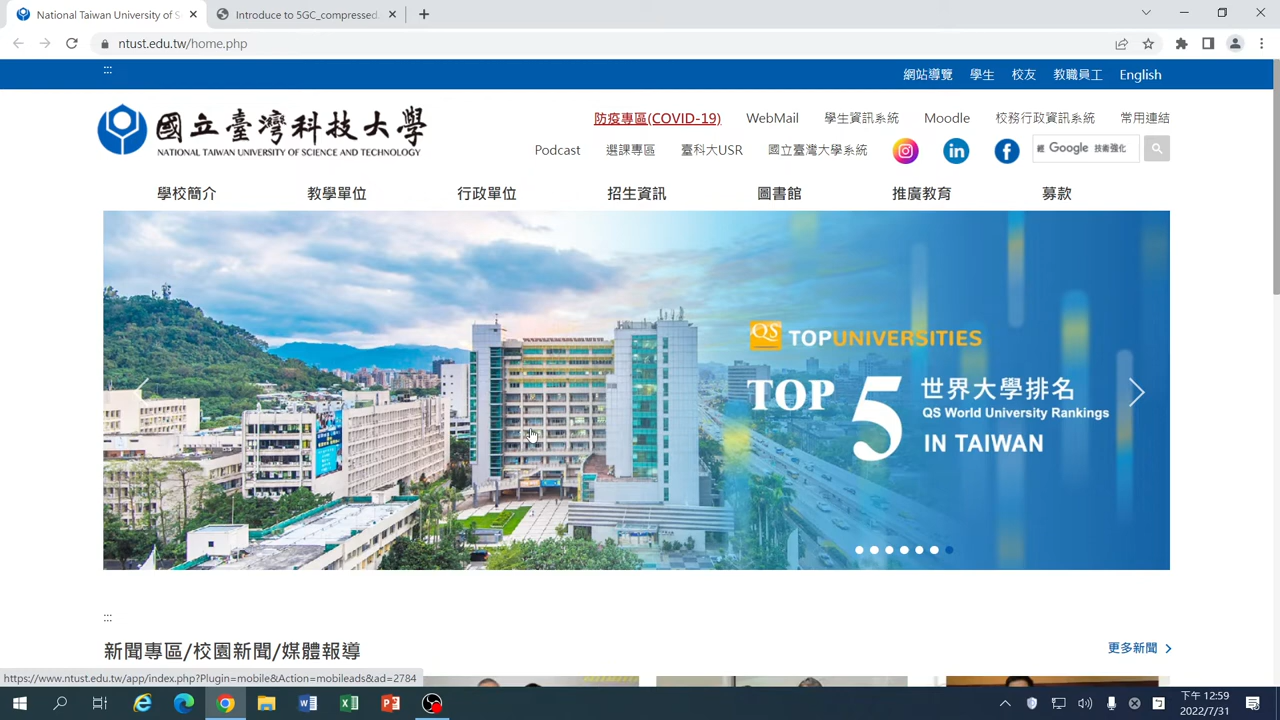 National Taiwan University of S
Introduce to 5GC_compressed.
ntust.edu.tw/home.php
:::
網站導覽 學生 校友 教職員工 English
國立臺灣科技大學
NATIONAL TAIWAN UNIVERSITY OF SCIENCE AND TECHNOLOGY
防疫專區(COVID-19) WebMail 學生資訊系統 Moodle 校務行政資訊系統 常用連結
Podcast 選課專區 臺科大USR 國立臺灣大學系統 經 Google 技術強化
學校簡介 教學單位 行政單位 招生資訊 圖書館 推廣教育 募款
QS TOPUNIVERSITIES
TOP 5 世界大學排名
QS World University Rankings
IN TAIWAN
:::
新聞專區/校園新聞/媒體報導
更多新聞
https://www.ntust.edu.tw/app/index.php?Plugin=mobile&Action=mobileads&ad=2784
下午 12:59
2022/7/31